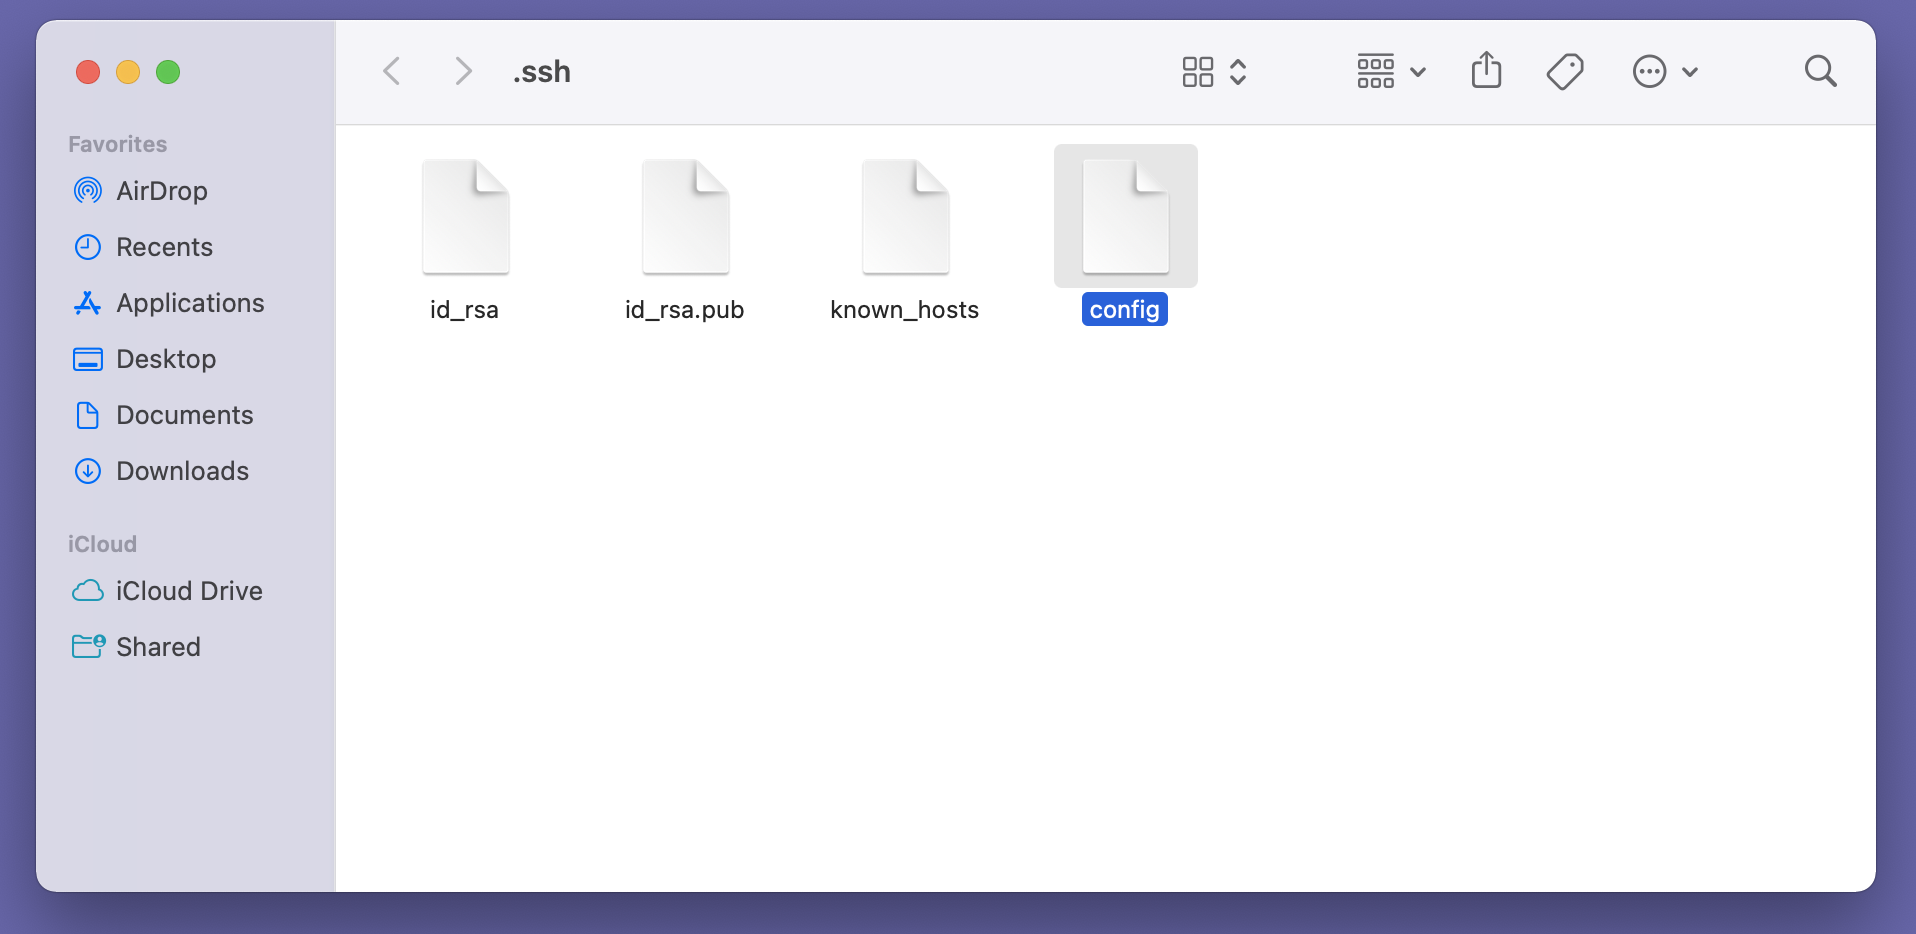 .ssh
Favorites
AirDrop
Recents
Applications
Desktop
Documents
Downloads
iCloud
iCloud Drive
Shared
id_rsa
id_rsa.pub
known_hosts
config